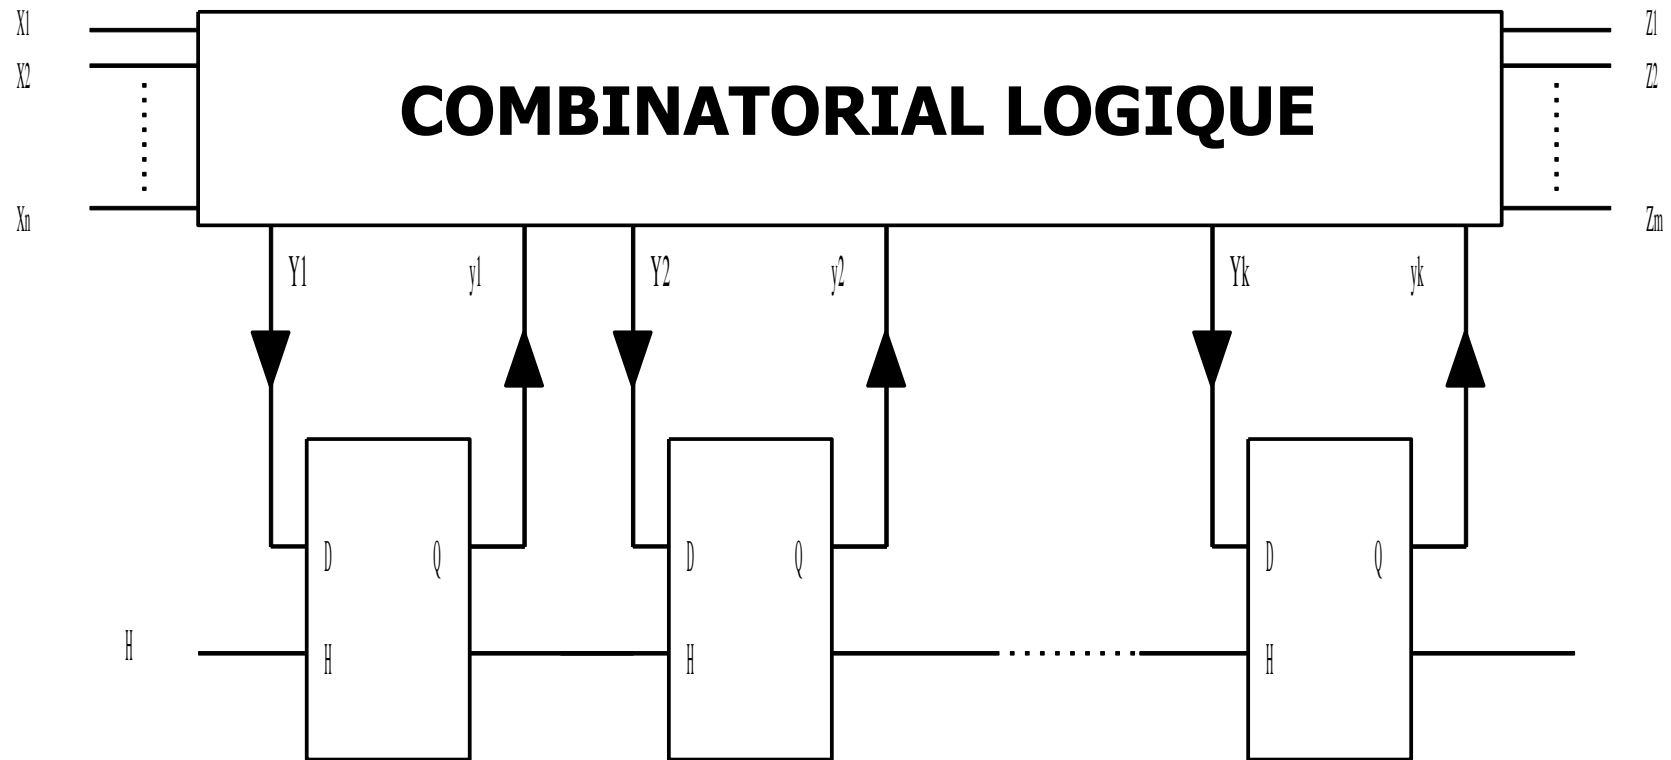 X1
Z1
X2
Z2
COMBINATORIAL LOGIQUE
Xn
Zm
Y1 y1 Y2 y2 Yk yk
D Q D Q D Q
H
H H H